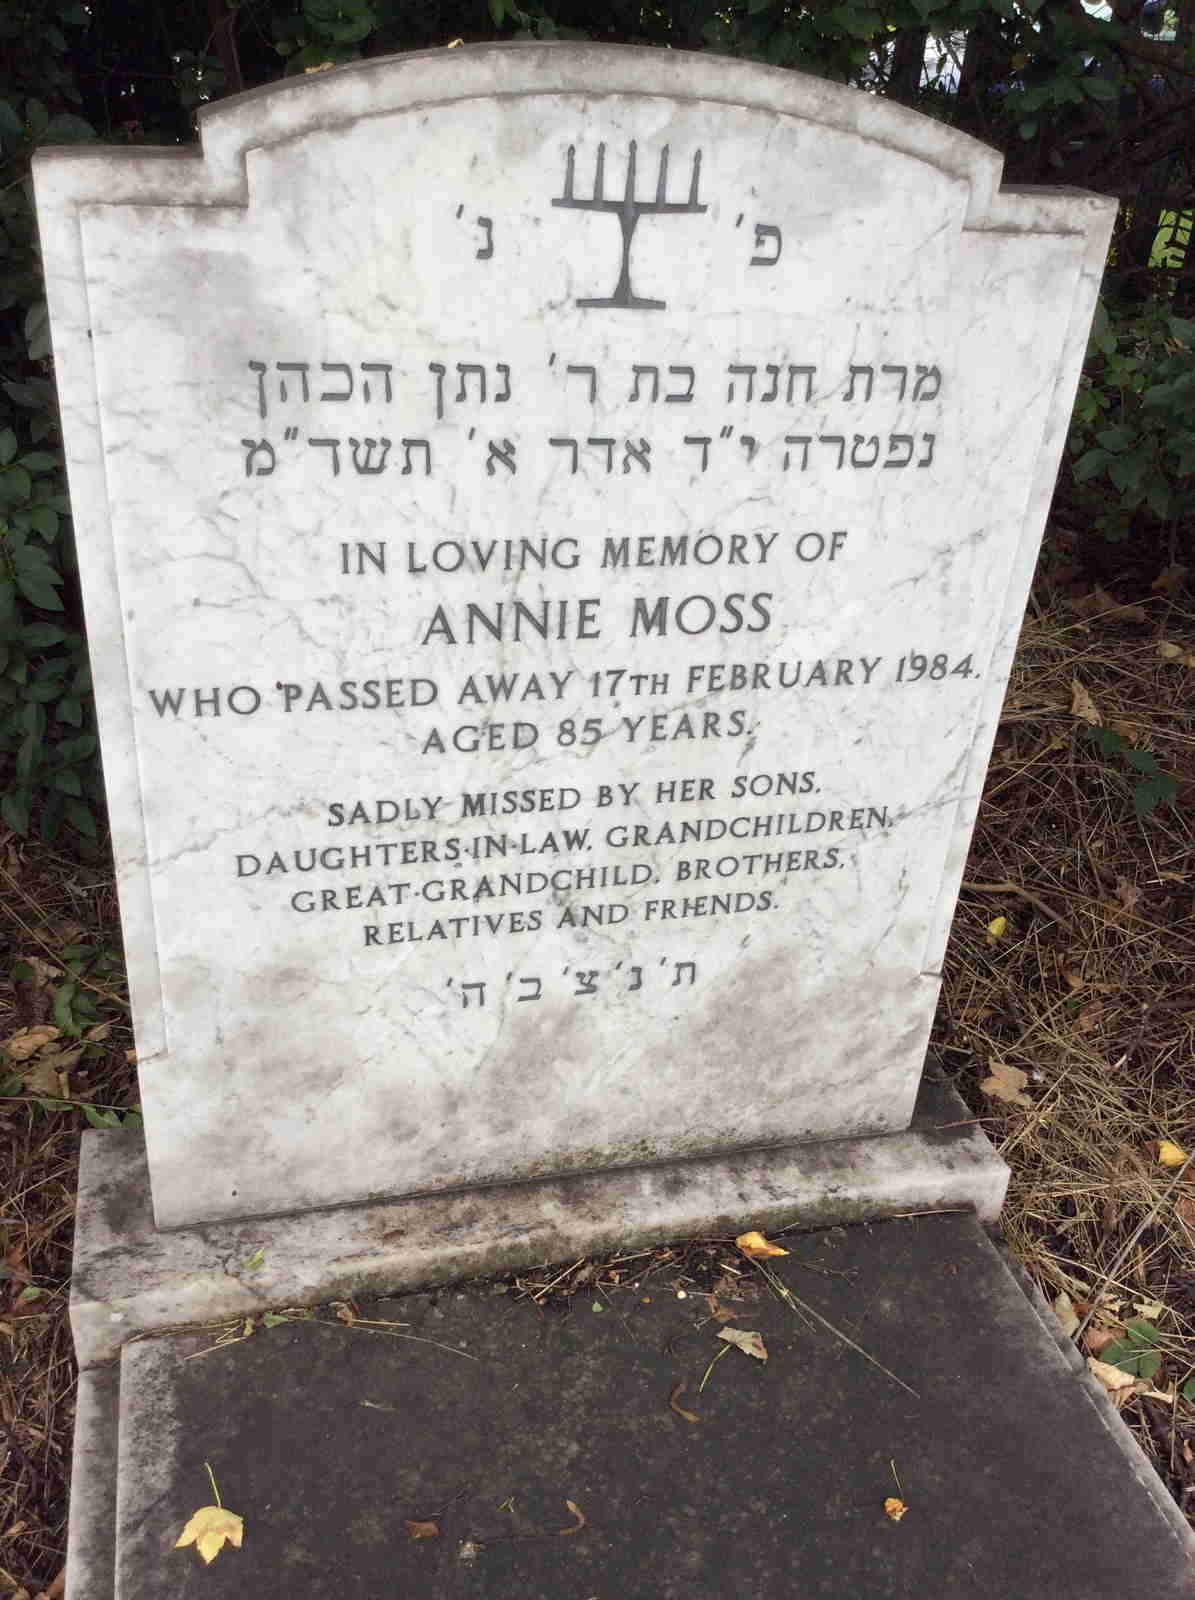 פ' נ'
מרת חנה בת ר' נתן הכהן
נפטרה י"ד אדר א' תשד"מ
IN LOVING MEMORY OF
ANNIE MOSS
WHO PASSED AWAY 17TH FEBRUARY 1984.
AGED 85 YEARS.
SADLY MISSED BY HER SONS,
DAUGHTERS-IN-LAW, GRANDCHILDREN,
GREAT-GRANDCHILD, BROTHERS,
RELATIVES AND FRIENDS.
ת' נ' צ' ב' ה'